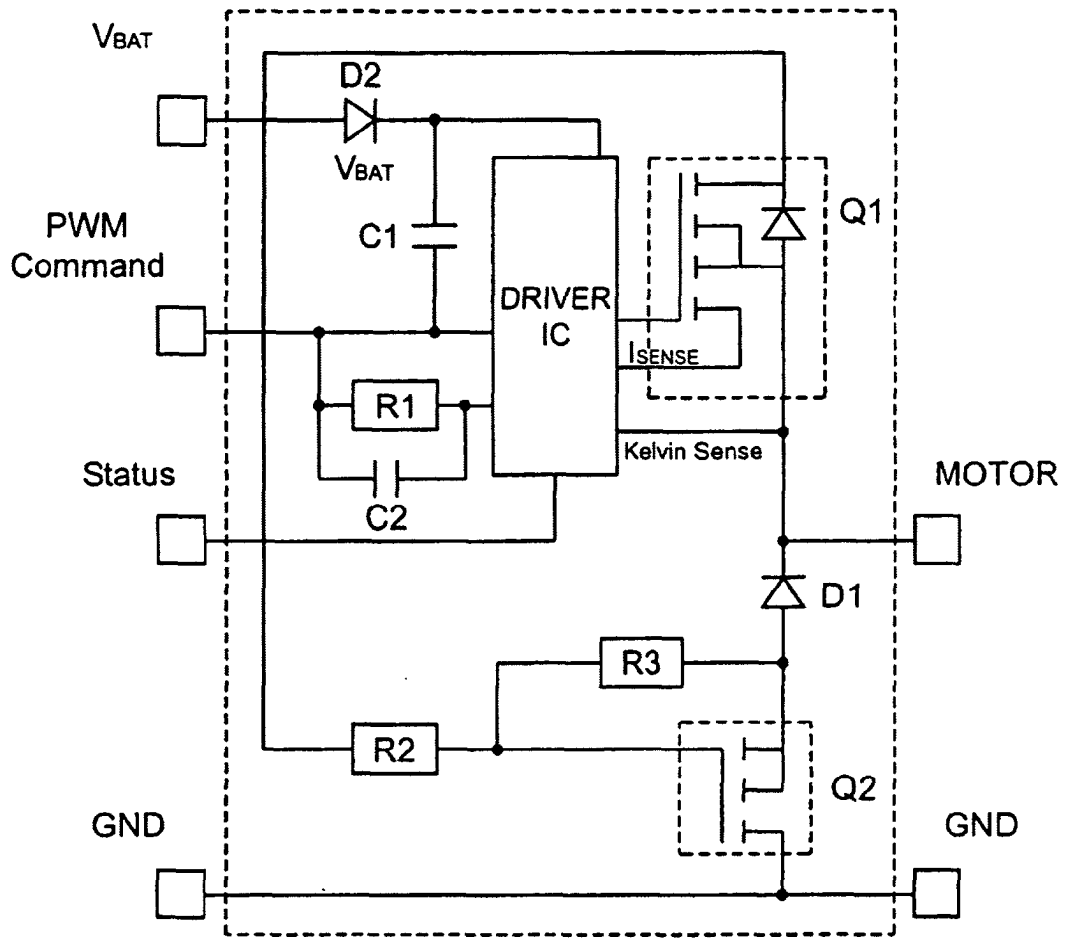 VBAT
D2
VBAT
PWM
Command
C1
DRIVER
IC
Q1
ISENSE
R1
Kelvin Sense
Status
C2
MOTOR
D1
R3
R2
Q2
GND
GND